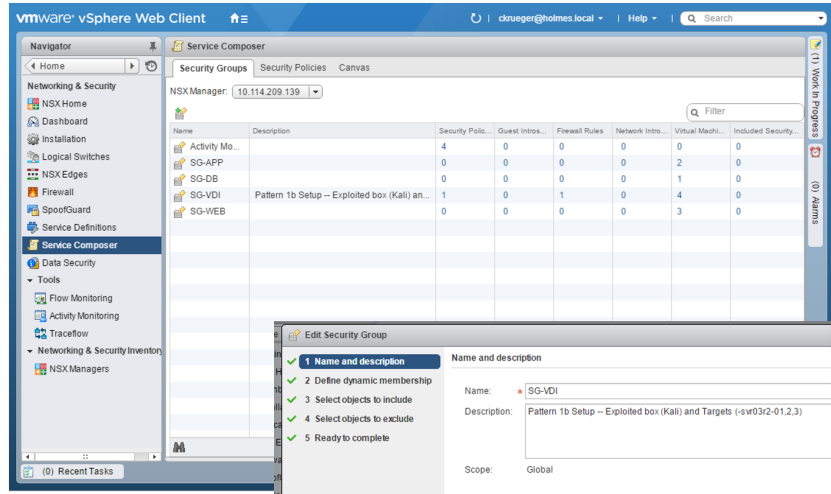 vmware® vSphere Web Client
ckrueger@holmes.local
Help
Search
Navigator
Home
Networking & Security
NSX Home
Dashboard
Installation
Logical Switches
NSX Edges
Firewall
SpoofGuard
Service Definitions
Service Composer
Data Security
Tools
Flow Monitoring
Activity Monitoring
Traceflow
Networking & Security Inventory
NSX Managers
(0) Recent Tasks
Service Composer
Security Groups Security Policies Canvas
NSX Manager: 10.114.209.139
Filter
Name Description Security Polic... Guest Intros... Firewall Rules Network Intro... Virtual Machi... Included Security...
Activity Mo... 4 0 0 0 0 0
SG-APP 0 0 0 0 2 0
SG-DB 0 0 0 0 1 0
SG-VDI Pattern 1b Setup -- Exploited box (Kali) an... 1 0 1 0 4 0
SG-WEB 0 0 0 0 3 0
(1) Work In Progress
(0) Alarms
Edit Security Group
1 Name and description
2 Define dynamic membership
3 Select objects to include
4 Select objects to exclude
5 Ready to complete
Name and description
Name: * SG-VDI
Description: Pattern 1b Setup -- Exploited box (Kali) and Targets (-svr03r2-01,2,3)
Scope: Global